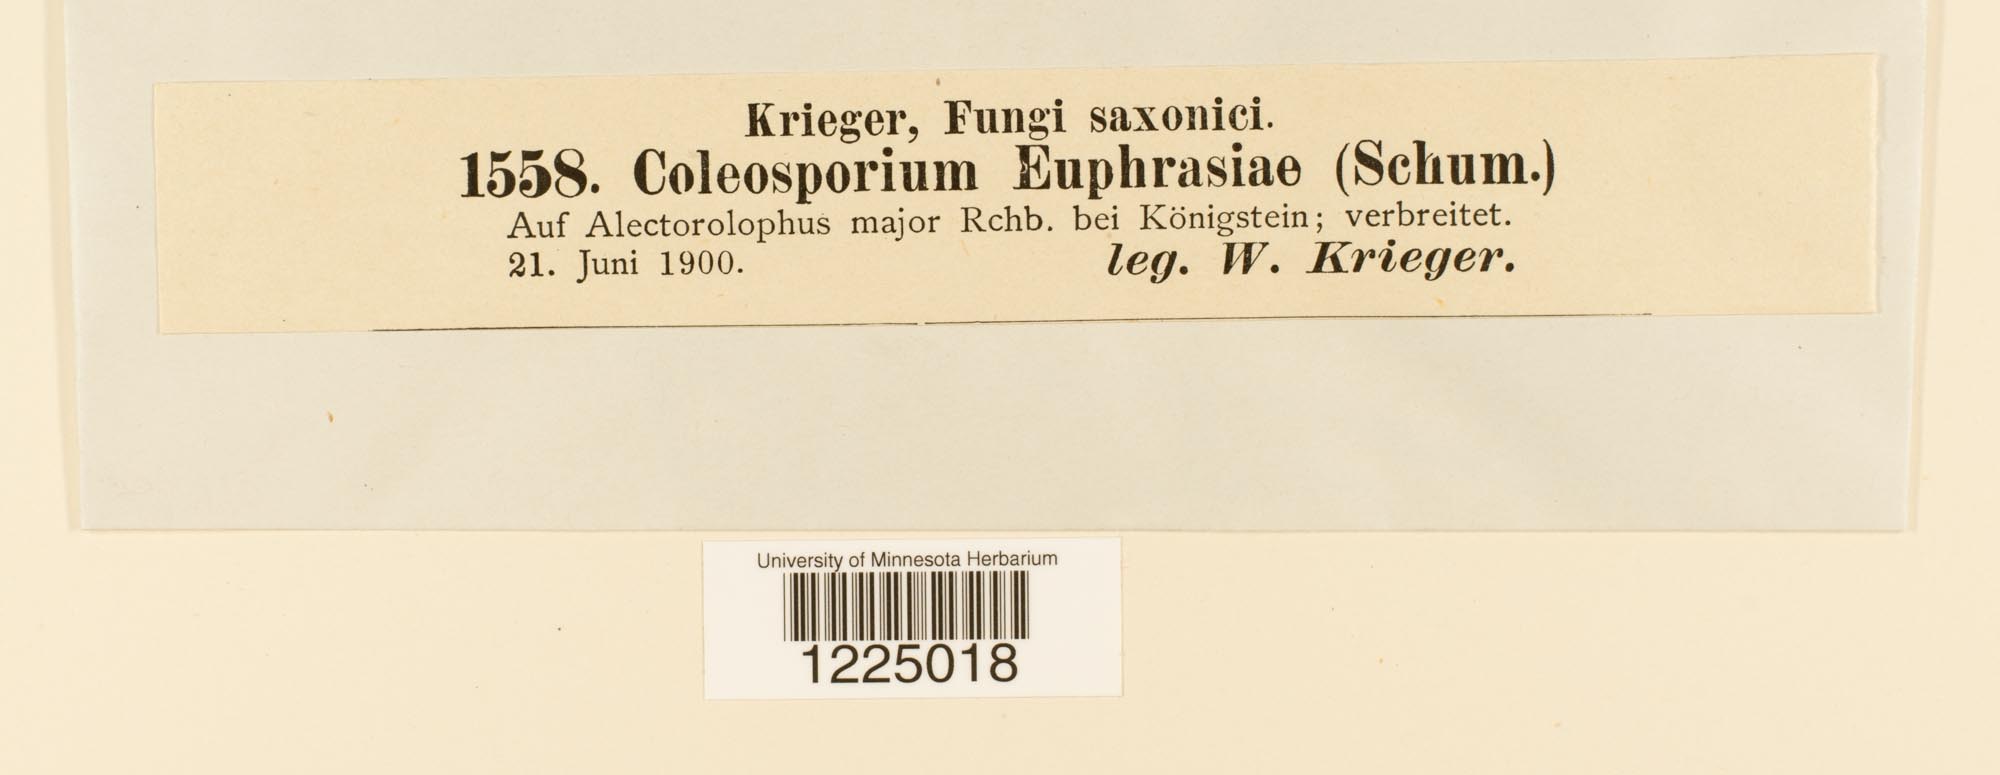 Krieger, Fungi saxonici.
1558. Coleosporium Euphrasiae (Schum.)
Auf Alectorolophus major Rchb. bei Königstein; verbreitet.
21. Juni 1900. leg. W. Krieger.
University of Minnesota Herbarium
1225018